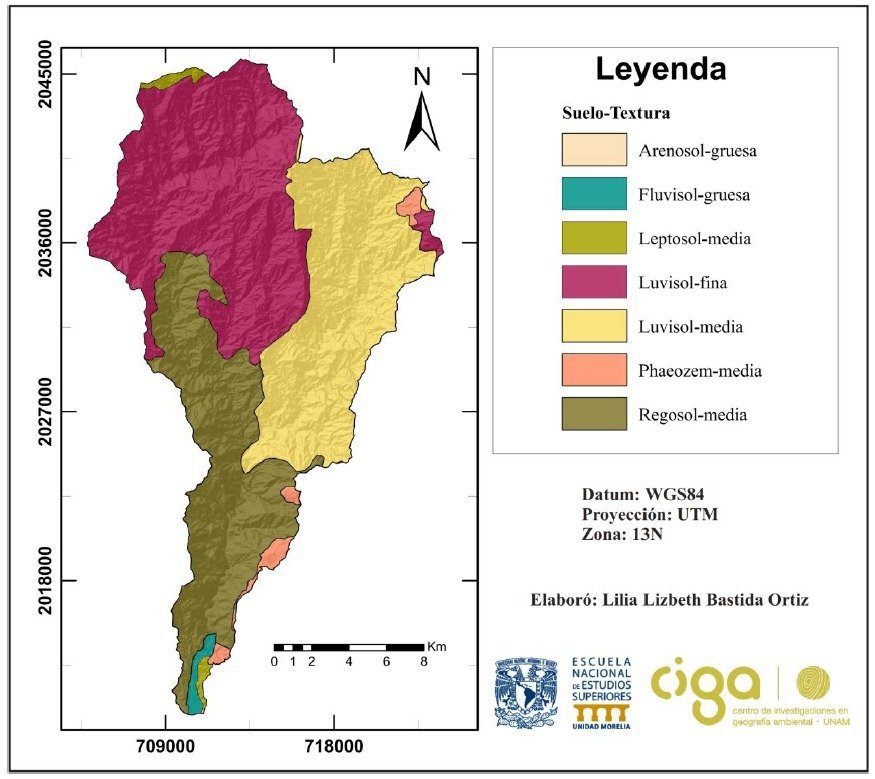 Leyenda
Suelo-Textura
Arenosol-gruesa
Fluvisol-gruesa
Leptosol-media
Luvisol-fina
Luvisol-media
Phaeozem-media
Regosol-media
N
2045000
2036000
2027000
2018000
709000
718000
Km
0 1 2 4 6 8
Datum: WGS84
Proyección: UTM
Zona: 13N
Elaboró: Lilia Lizbeth Bastida Ortiz
ESCUELA
NACIONAL
DE ESTUDIOS
SUPERIORES
UNIDAD MORELIA
ciga
centro de investigaciones en
geografía ambiental - UNAM